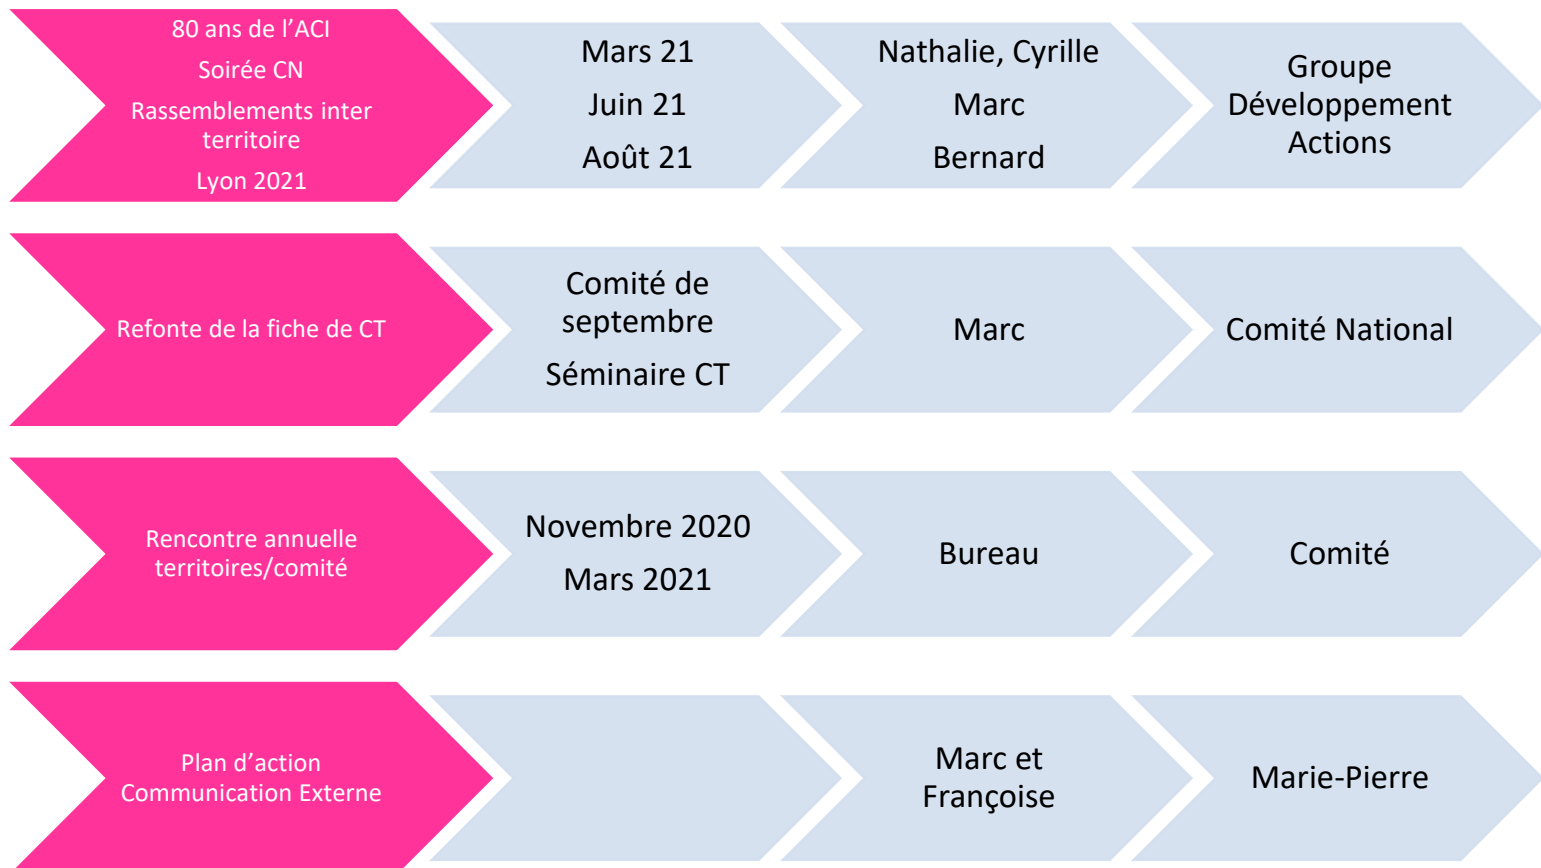 80 ans de l’ACI
Soirée CN
Rassemblements inter
territoire
Lyon 2021
Mars 21
Juin 21
Août 21
Nathalie, Cyrille
Marc
Bernard
Groupe
Développement
Actions
Refonte de la fiche de CT
Comité de
septembre
Séminaire CT
Marc
Comité National
Rencontre annuelle
territoires/comité
Novembre 2020
Mars 2021
Bureau
Comité
Plan d’action
Communication Externe
Marc et
Françoise
Marie-Pierre